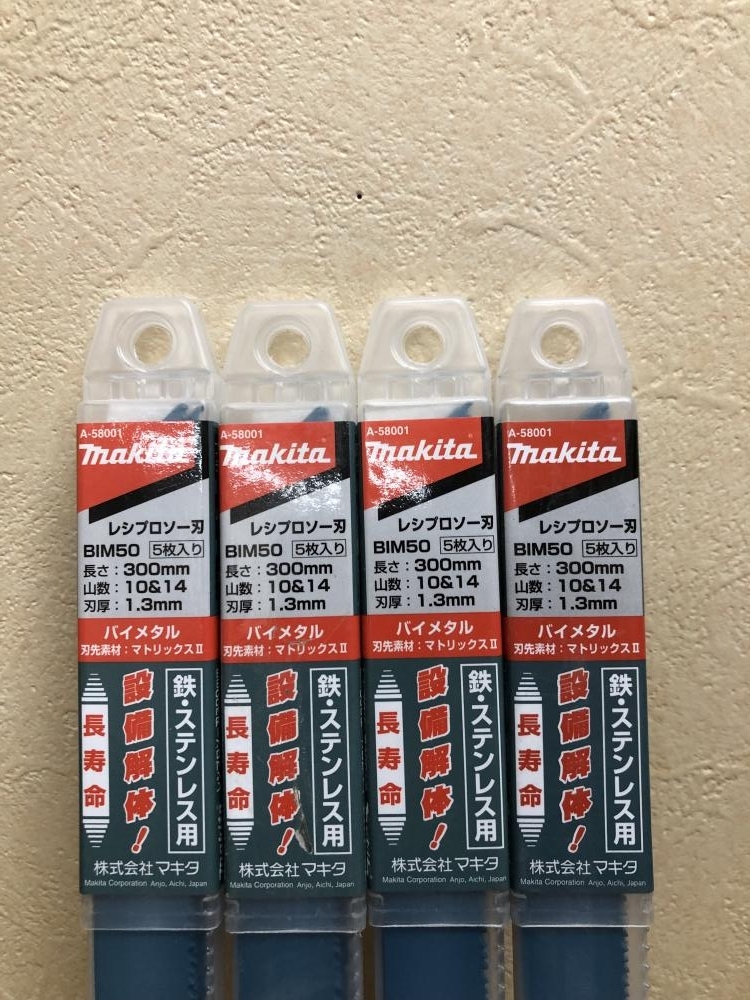 A-58001
makita
レシプロソー刃
BIM50 5枚入り
長さ:300mm
山数:10&14
刃厚:1.3mm
バイメタル
刃先素材:マトリックスⅡ
鉄・ステンレス用
設備解体!
長寿命
株式会社マキタ
Makita Corporation Anjo, Aichi, Japan
A-58001
makita
レシプロソー刃
BIM50 5枚入り
長さ:300mm
山数:10&14
刃厚:1.3mm
バイメタル
刃先素材:マトリックスⅡ
鉄・ステンレス用
設備解体!
長寿命
株式会社マキタ
Makita Corporation Anjo, Aichi, Japan
A-58001
makita
レシプロソー刃
BIM50 5枚入り
長さ:300mm
山数:10&14
刃厚:1.3mm
バイメタル
刃先素材:マトリックスⅡ
鉄・ステンレス用
設備解体!
長寿命
株式会社マキタ
Makita Corporation Anjo, Aichi, Japan
A-58001
makita
レシプロソー刃
BIM50 5枚入り
長さ:300mm
山数:10&14
刃厚:1.3mm
バイメタル
刃先素材:マトリックスⅡ
鉄・ステンレス用
設備解体!
長寿命
株式会社マキタ
Makita Corporation Anjo, Aichi, Japan